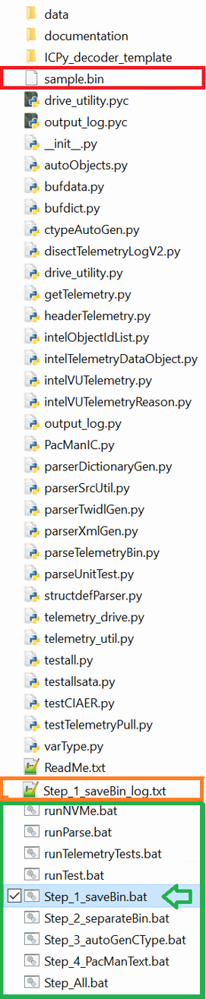 data
documentation
ICPy_decoder_template
sample.bin
drive_utility.pyc
output_log.pyc
__init__.py
autoObjects.py
bufdata.py
bufdict.py
ctypeAutoGen.py
disectTelemetryLogV2.py
drive_utility.py
getTelemetry.py
headerTelemetry.py
intelObjectIdList.py
intelTelemetryDataObject.py
intelVUTelemetry.py
intelVUTelemetryReason.py
output_log.py
PacManIC.py
parserDictionaryGen.py
parserSrcUtil.py
parserTwidlGen.py
parserXmlGen.py
parseTelemetryBin.py
parseUnitTest.py
structdefParser.py
telemetry_drive.py
telemetry_util.py
testall.py
testallsata.py
testCIAER.py
testTelemetryPull.py
varType.py
ReadMe.txt
Step_1_saveBin_log.txt
runNVMe.bat
runParse.bat
runTelemetryTests.bat
runTest.bat
Step_1_saveBin.bat
Step_2_separateBin.bat
Step_3_autoGenCType.bat
Step_4_PacManText.bat
Step_All.bat